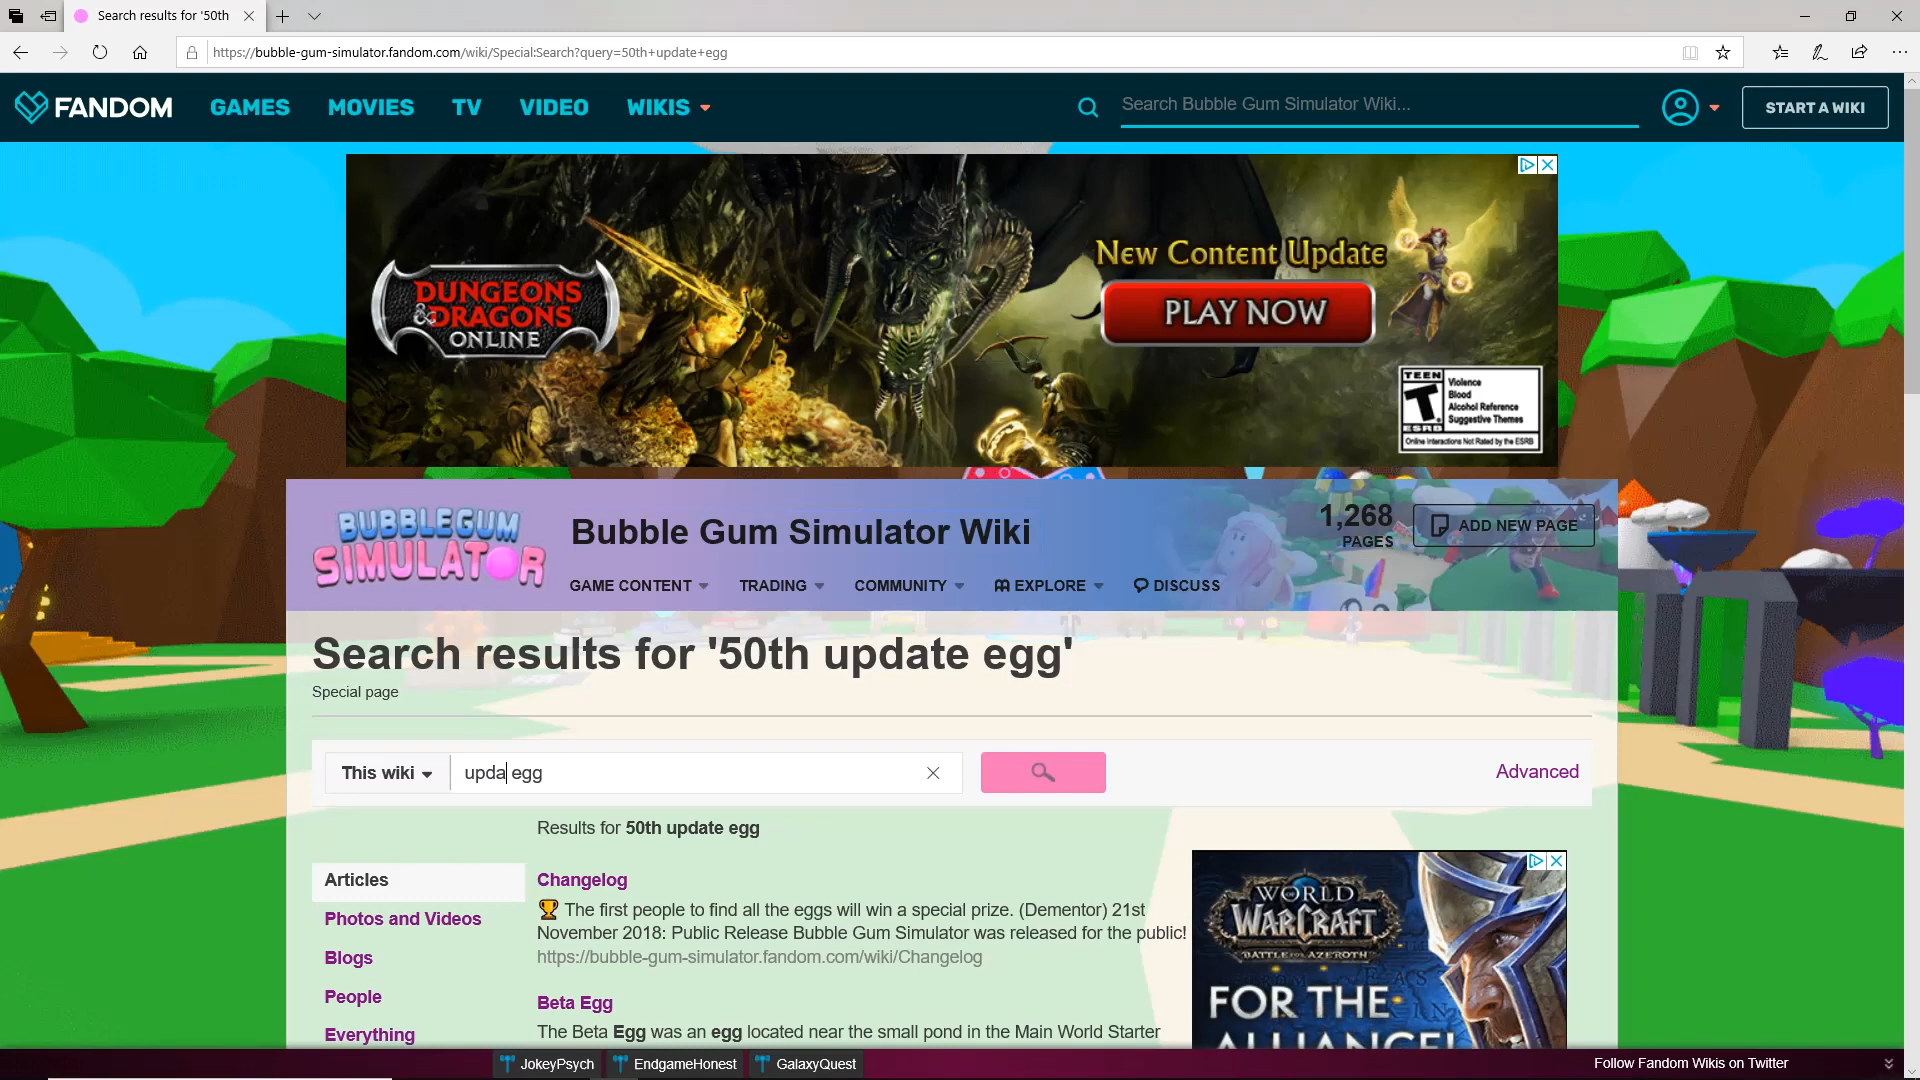 Search results for '50th
https://bubble-gum-simulator.fandom.com/wiki/Special:Search?query=50th+update+egg
FANDOM
GAMES
MOVIES
TV
VIDEO
WIKIS
Search Bubble Gum Simulator Wiki...
START A WIKI
DUNGEONS
& DRAGONS
ONLINE
New Content Update
PLAY NOW
TEEN
T
ESRB
Violence
Blood
Alcohol Reference
Suggestive Themes
Online Interactions Not Rated by the ESRB
BUBBLEGUM
SIMULATOR
Bubble Gum Simulator Wiki
1,268
PAGES
ADD NEW PAGE
GAME CONTENT
TRADING
COMMUNITY
EXPLORE
DISCUSS
Search results for '50th update egg'
Special page
This wiki
upda egg
Advanced
Results for 50th update egg
Articles
Photos and Videos
Blogs
People
Everything
Changelog
🏆 The first people to find all the eggs will win a special prize. (Dementor) 21st
November 2018: Public Release Bubble Gum Simulator was released for the public!
https://bubble-gum-simulator.fandom.com/wiki/Changelog
Beta Egg
The Beta Egg was an egg located near the small pond in the Main World Starter
WORLD
WARCRAFT
BATTLE FOR AZEROTH
FOR THE
ALLIANCE!
JokeyPsych
EndgameHonest
GalaxyQuest
Follow Fandom Wikis on Twitter